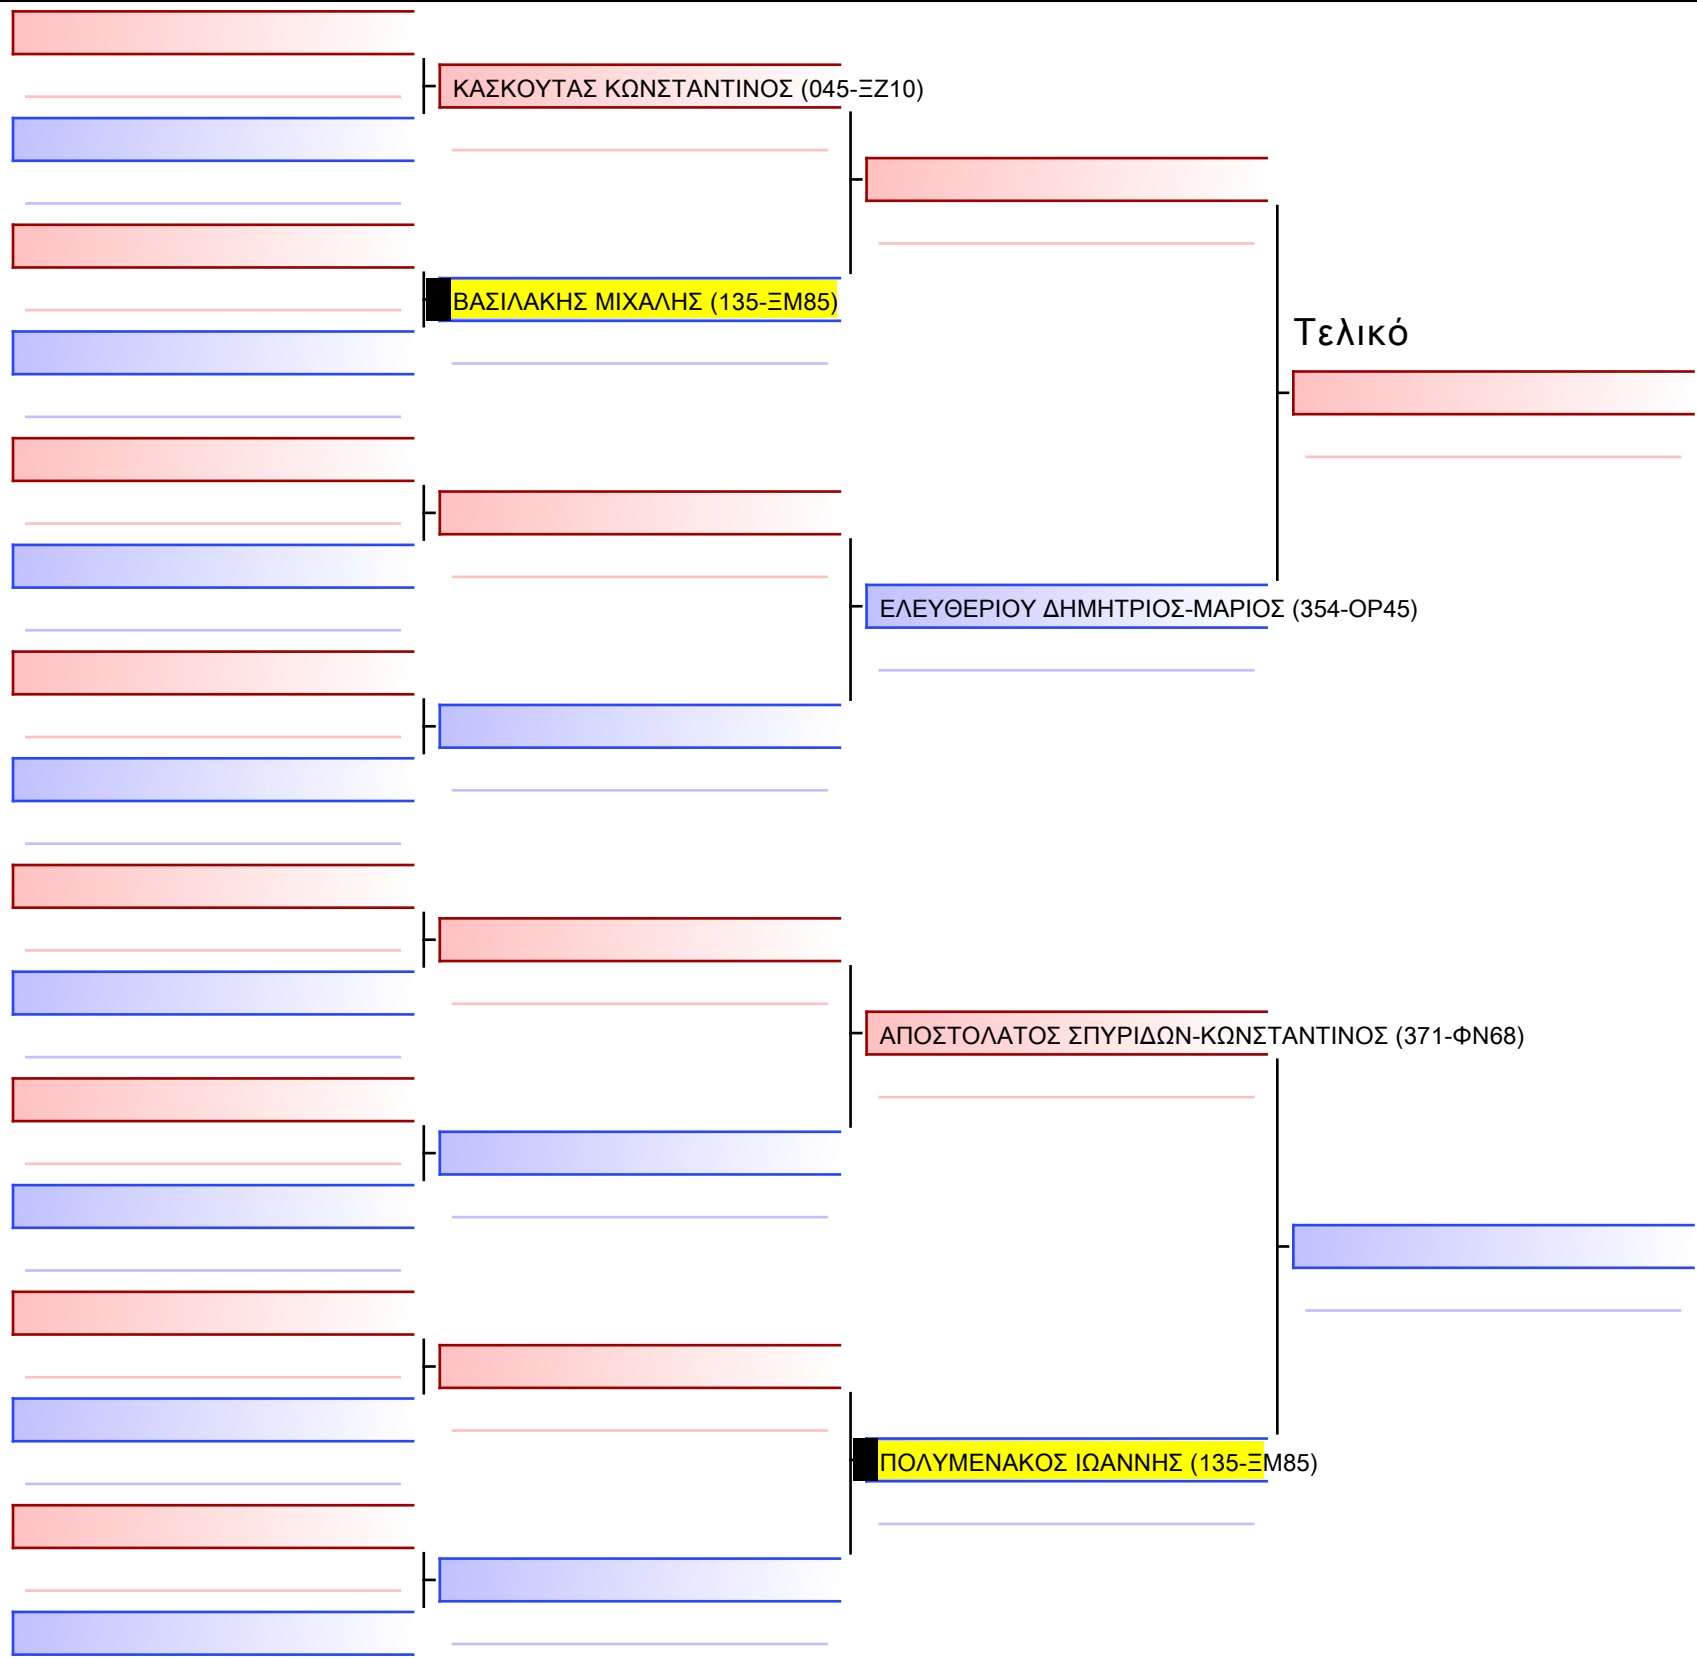 ΚΑΣΚΟΥΤΑΣ ΚΩΝΣΤΑΝΤΙΝΟΣ (045-ΞΖ10)
ΒΑΣΙΛΑΚΗΣ ΜΙΧΑΛΗΣ (135-ΞΜ85)
Τελικό
ΕΛΕΥΘΕΡΙΟΥ ΔΗΜΗΤΡΙΟΣ-ΜΑΡΙΟΣ (354-ΟΡ45)
ΑΠΟΣΤΟΛΑΤΟΣ ΣΠΥΡΙΔΩΝ-ΚΩΝΣΤΑΝΤΙΝΟΣ (371-ΦΝ68)
ΠΟΛΥΜΕΝΑΚΟΣ ΙΩΑΝΝΗΣ (135-ΞΜ85)